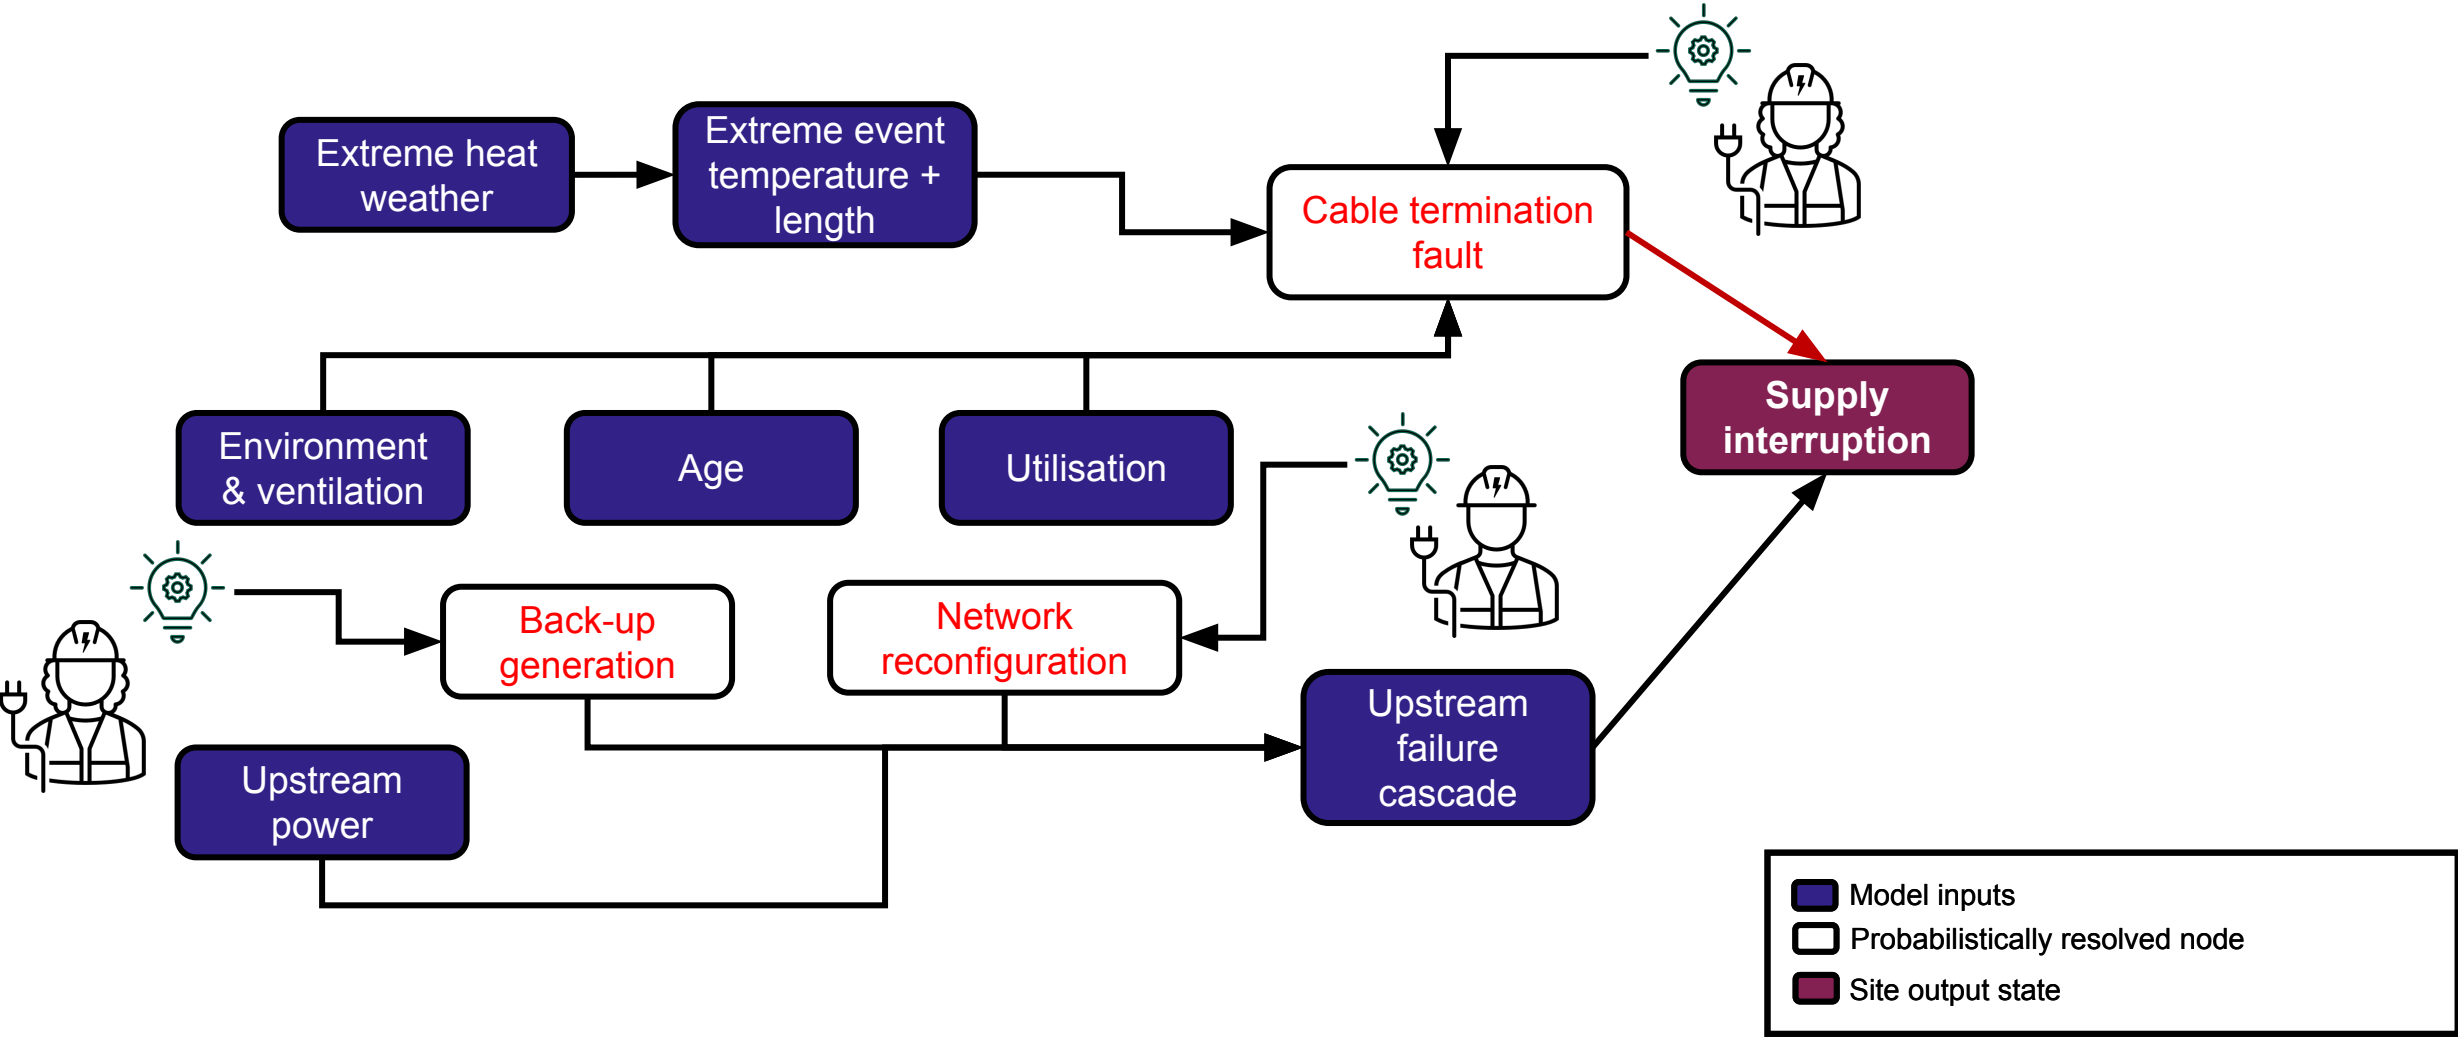 Extreme heat
weather
Extreme event
temperature +
length
Cable termination
fault
Supply
interruption
Environment
& ventilation
Age
Utilisation
Back-up
generation
Network
reconfiguration
Upstream
failure
cascade
Upstream
power
Model inputs
Probabilistically resolved node
Site output state